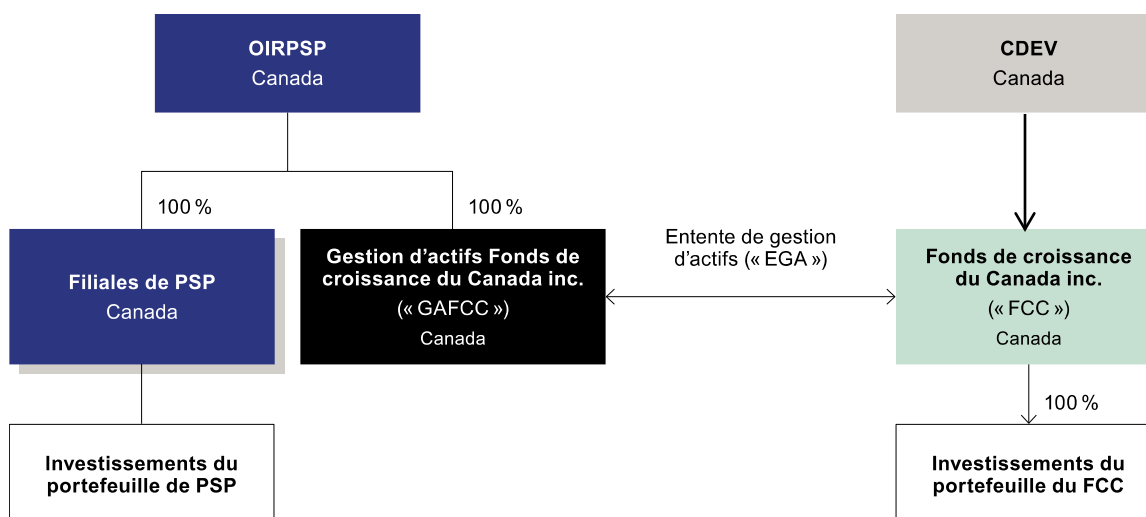 OIRPSP
Canada
CDEV
Canada
100 %
100 %
Filiales de PSP
Canada
Gestion d'actifs Fonds de
croissance du Canada inc.
(« GAFCC »)
Canada
Entente de gestion
d'actifs (« EGA »)
Fonds de croissance
du Canada inc.
(« FCC »)
Canada
100 %
Investissements du
portefeuille de PSP
Investissements du
portefeuille du FCC